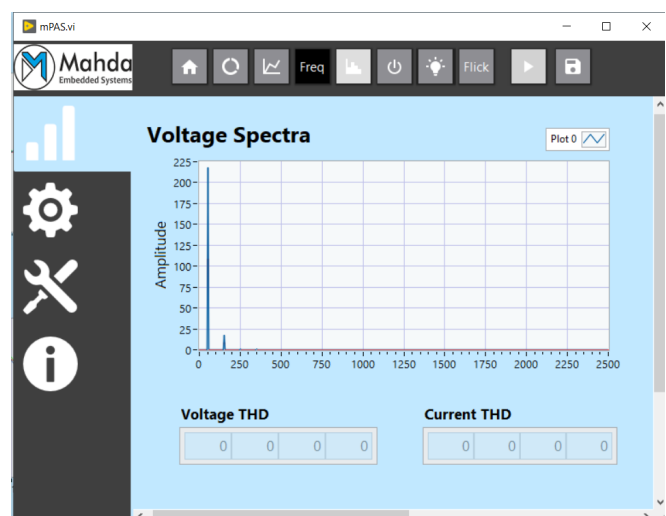 mPAS.vi
Mahda
Embedded Systems
Freq
Flick
Voltage Spectra
Plot 0
Amplitude
225
200
175
150
125
100
75
50
25
0
0 250 500 750 1000 1250 1500 1750 2000 2250 2500
Voltage THD
Current THD
0 0 0 0
0 0 0 0